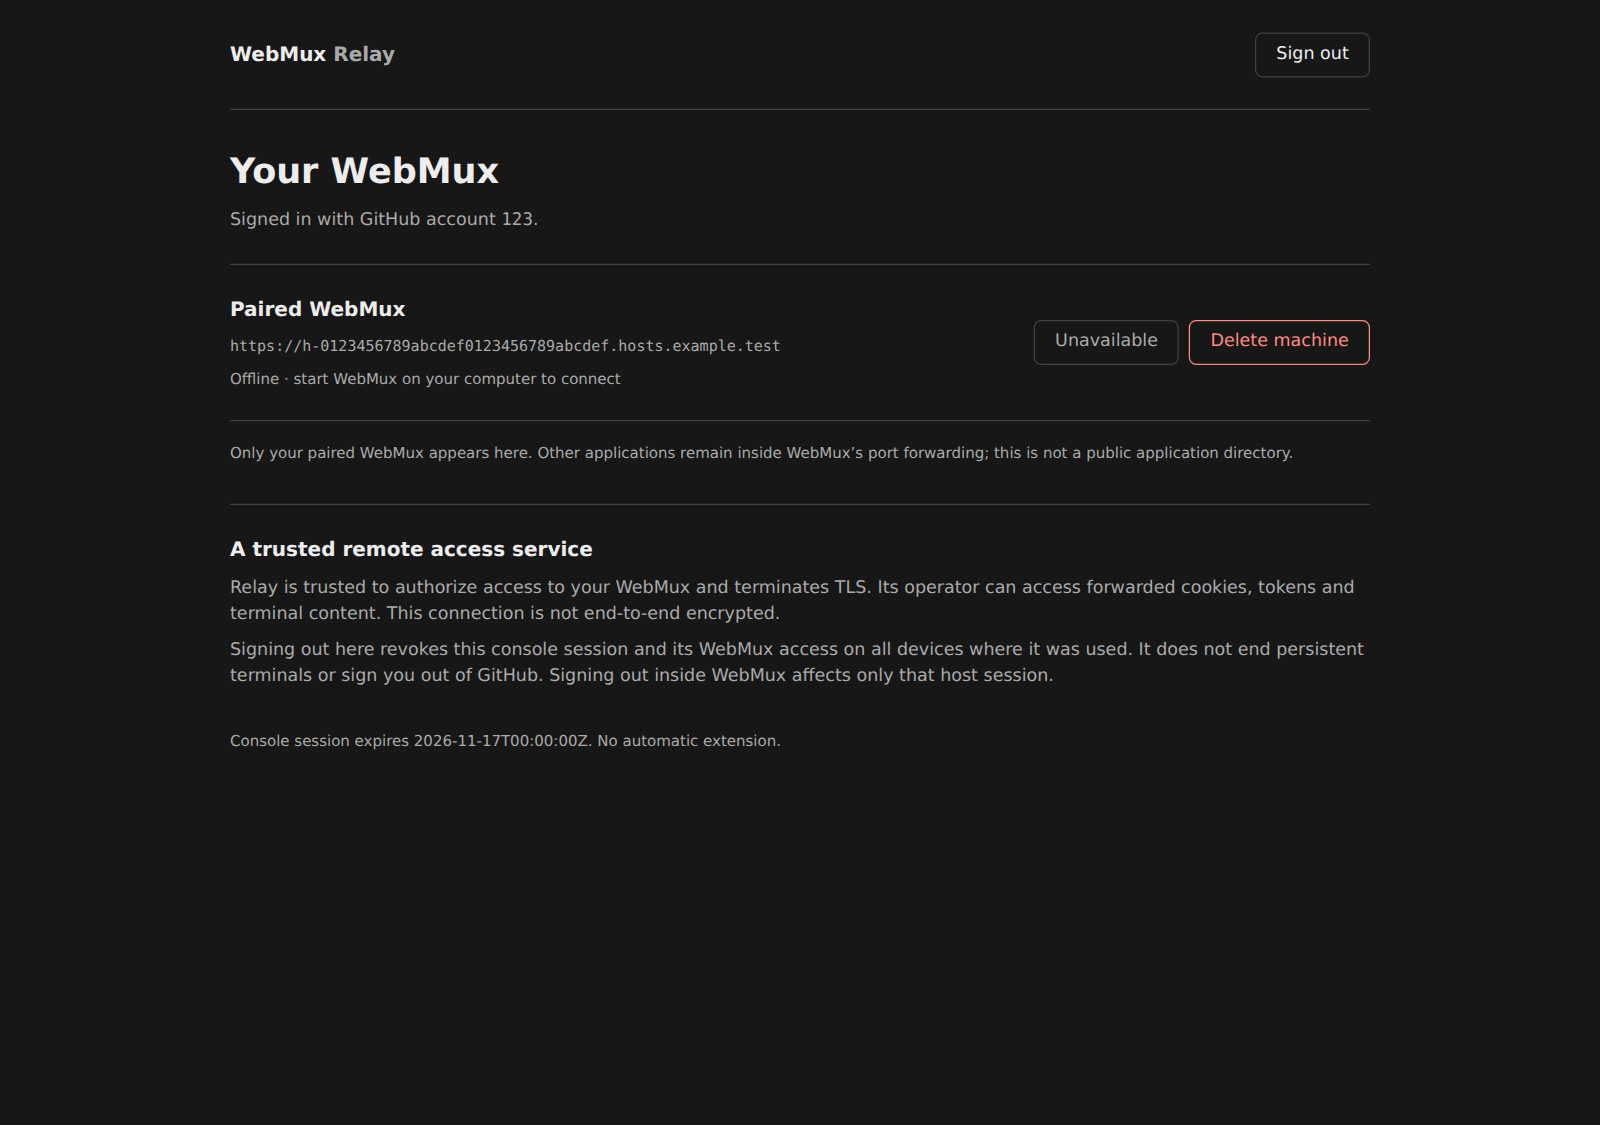 WebMux Relay
Sign out
Your WebMux
Signed in with GitHub account 123.
Paired WebMux
https://h-0123456789abcdef0123456789abcdef.hosts.example.test
Offline · start WebMux on your computer to connect
Unavailable
Delete machine
Only your paired WebMux appears here. Other applications remain inside WebMux’s port forwarding; this is not a public application directory.
A trusted remote access service
Relay is trusted to authorize access to your WebMux and terminates TLS. Its operator can access forwarded cookies, tokens and
terminal content. This connection is not end-to-end encrypted.
Signing out here revokes this console session and its WebMux access on all devices where it was used. It does not end persistent
terminals or sign you out of GitHub. Signing out inside WebMux affects only that host session.
Console session expires 2026-11-17T00:00:00Z. No automatic extension.